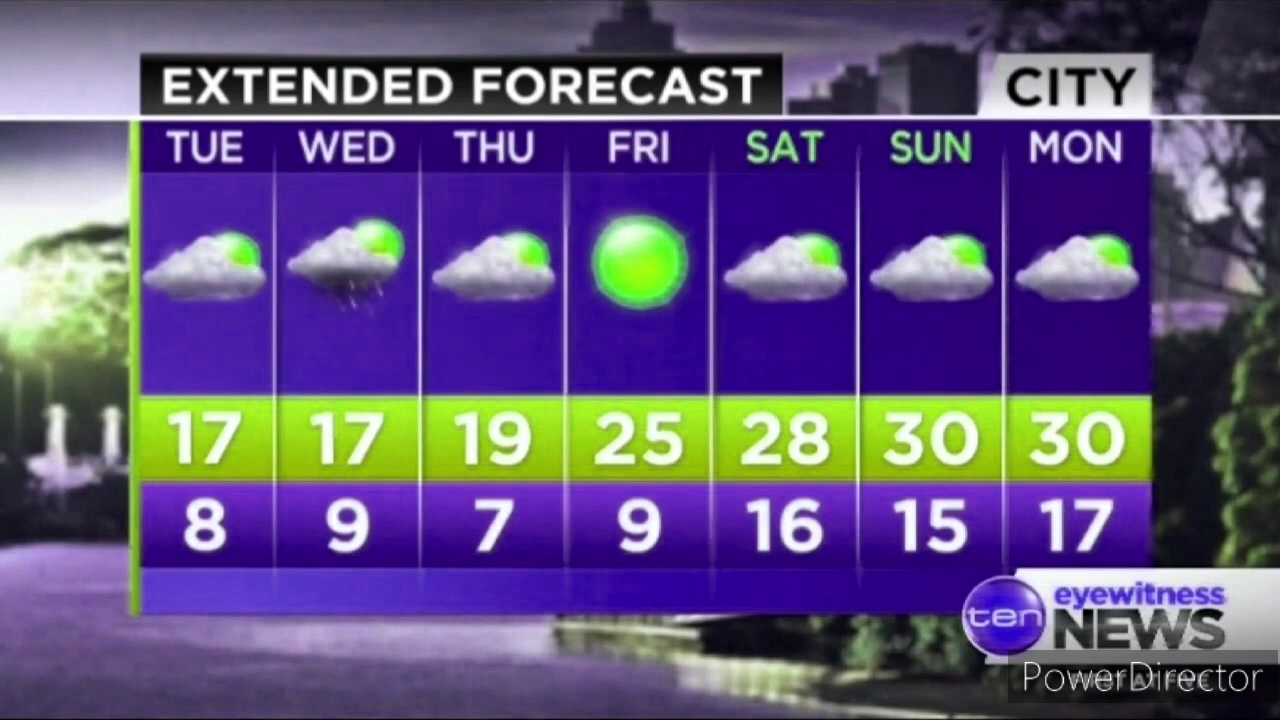 EXTENDED FORECAST
CITY
TUE WED THU FRI SAT SUN MON
17 17 19 25 28 30 30
8 9 7 9 16 15 17
ten
eyewitness
NEWS
PowerDirector